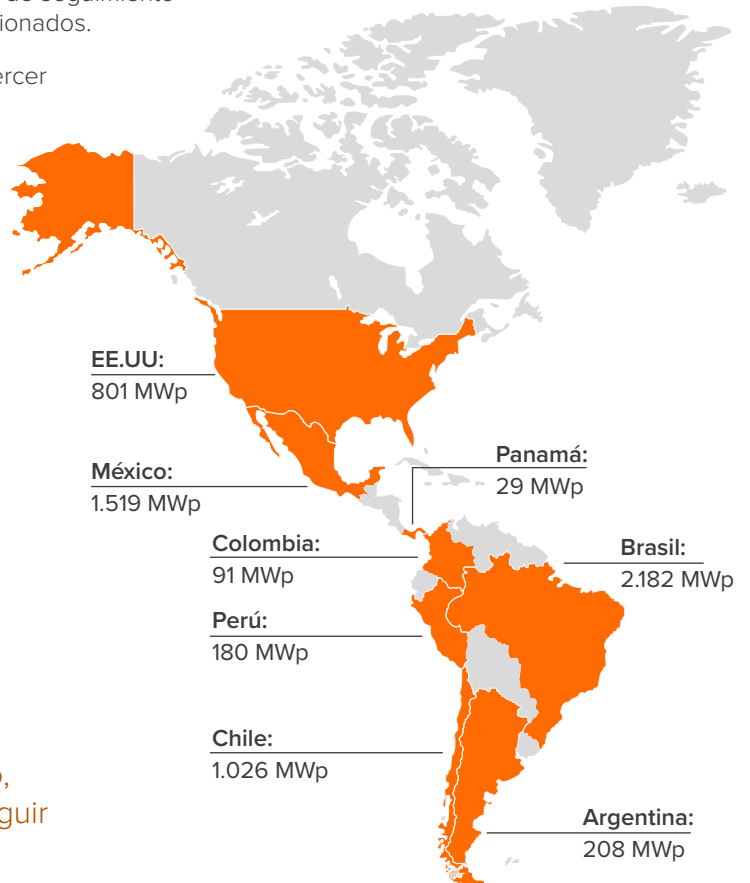 ionados.
ercer
EE.UU:
801 MWp
México:
1.519 MWp
Panamá:
29 MWp
Colombia:
91 MWp
Brasil:
2.182 MWp
Perú:
180 MWp
Chile:
1.026 MWp
guir
Argentina:
208 MWp